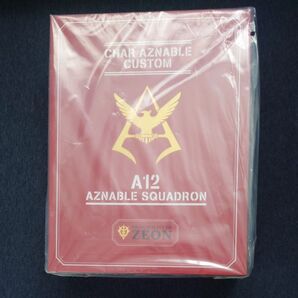 CHAR AZNABLE
CUSTOM
A12
AZNABLE SQUADRON
ZEON